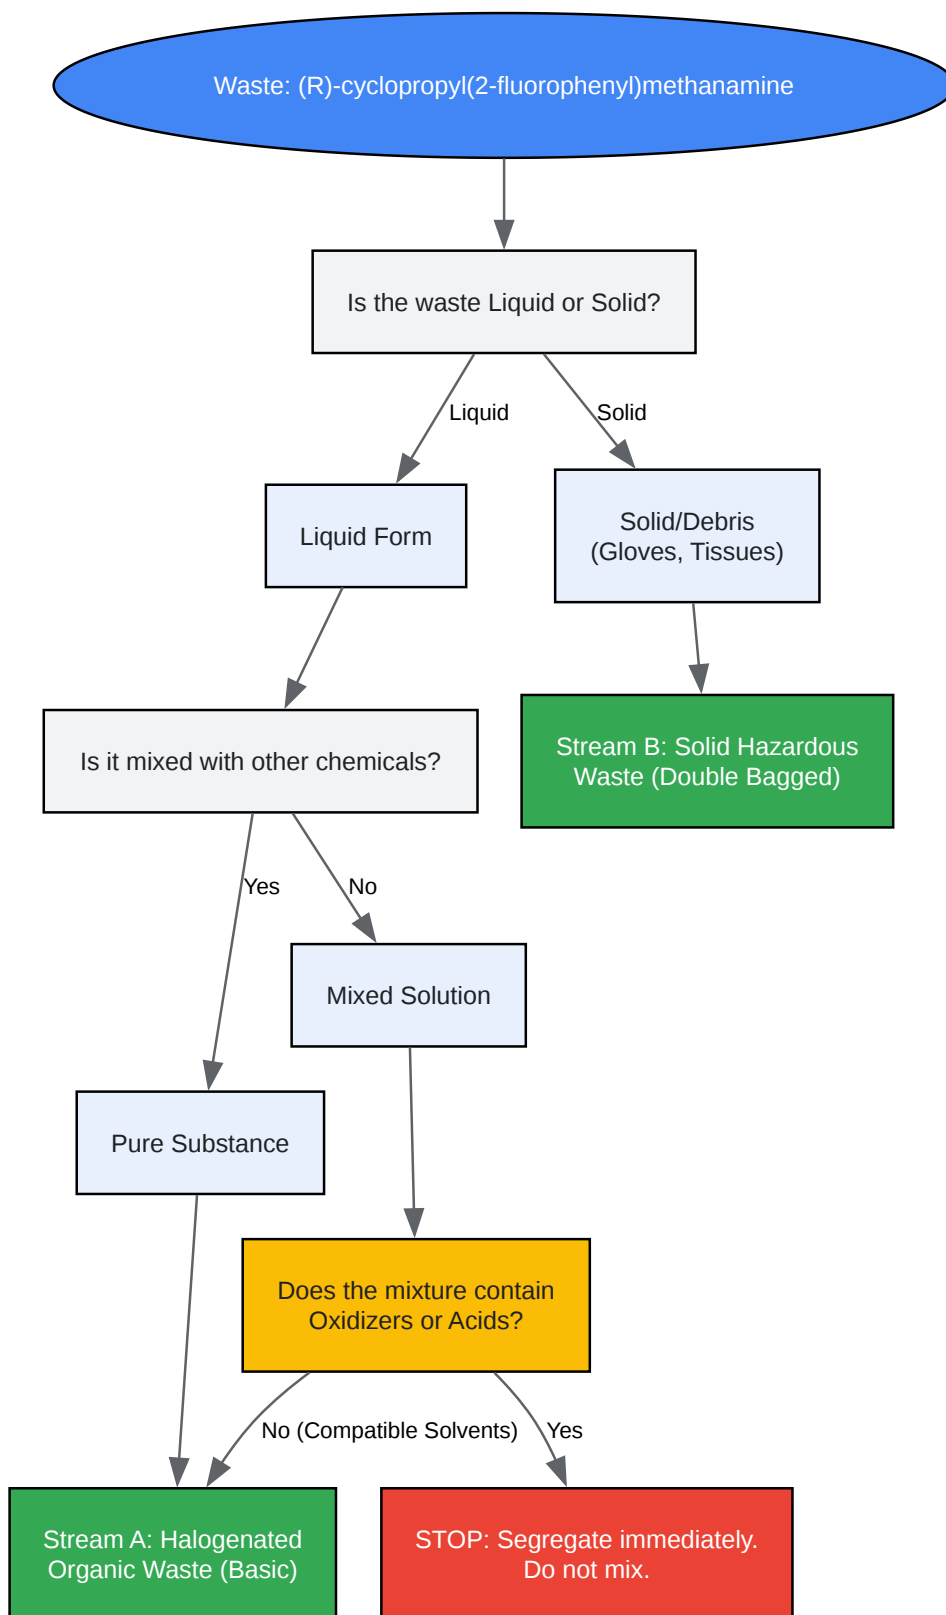 Waste: (R)-cyclopropyl(2-fluorophenyl)methanamine
Is the waste Liquid or Solid?
Liquid
Solid
Liquid Form
Solid/Debris
(Gloves, Tissues)
Is it mixed with other chemicals?
Stream B: Solid Hazardous
Waste (Double Bagged)
Yes
No
Mixed Solution
Pure Substance
Does the mixture contain
Oxidizers or Acids?
No (Compatible Solvents)
Yes
Stream A: Halogenated
Organic Waste (Basic)
STOP: Segregate immediately.
Do not mix.